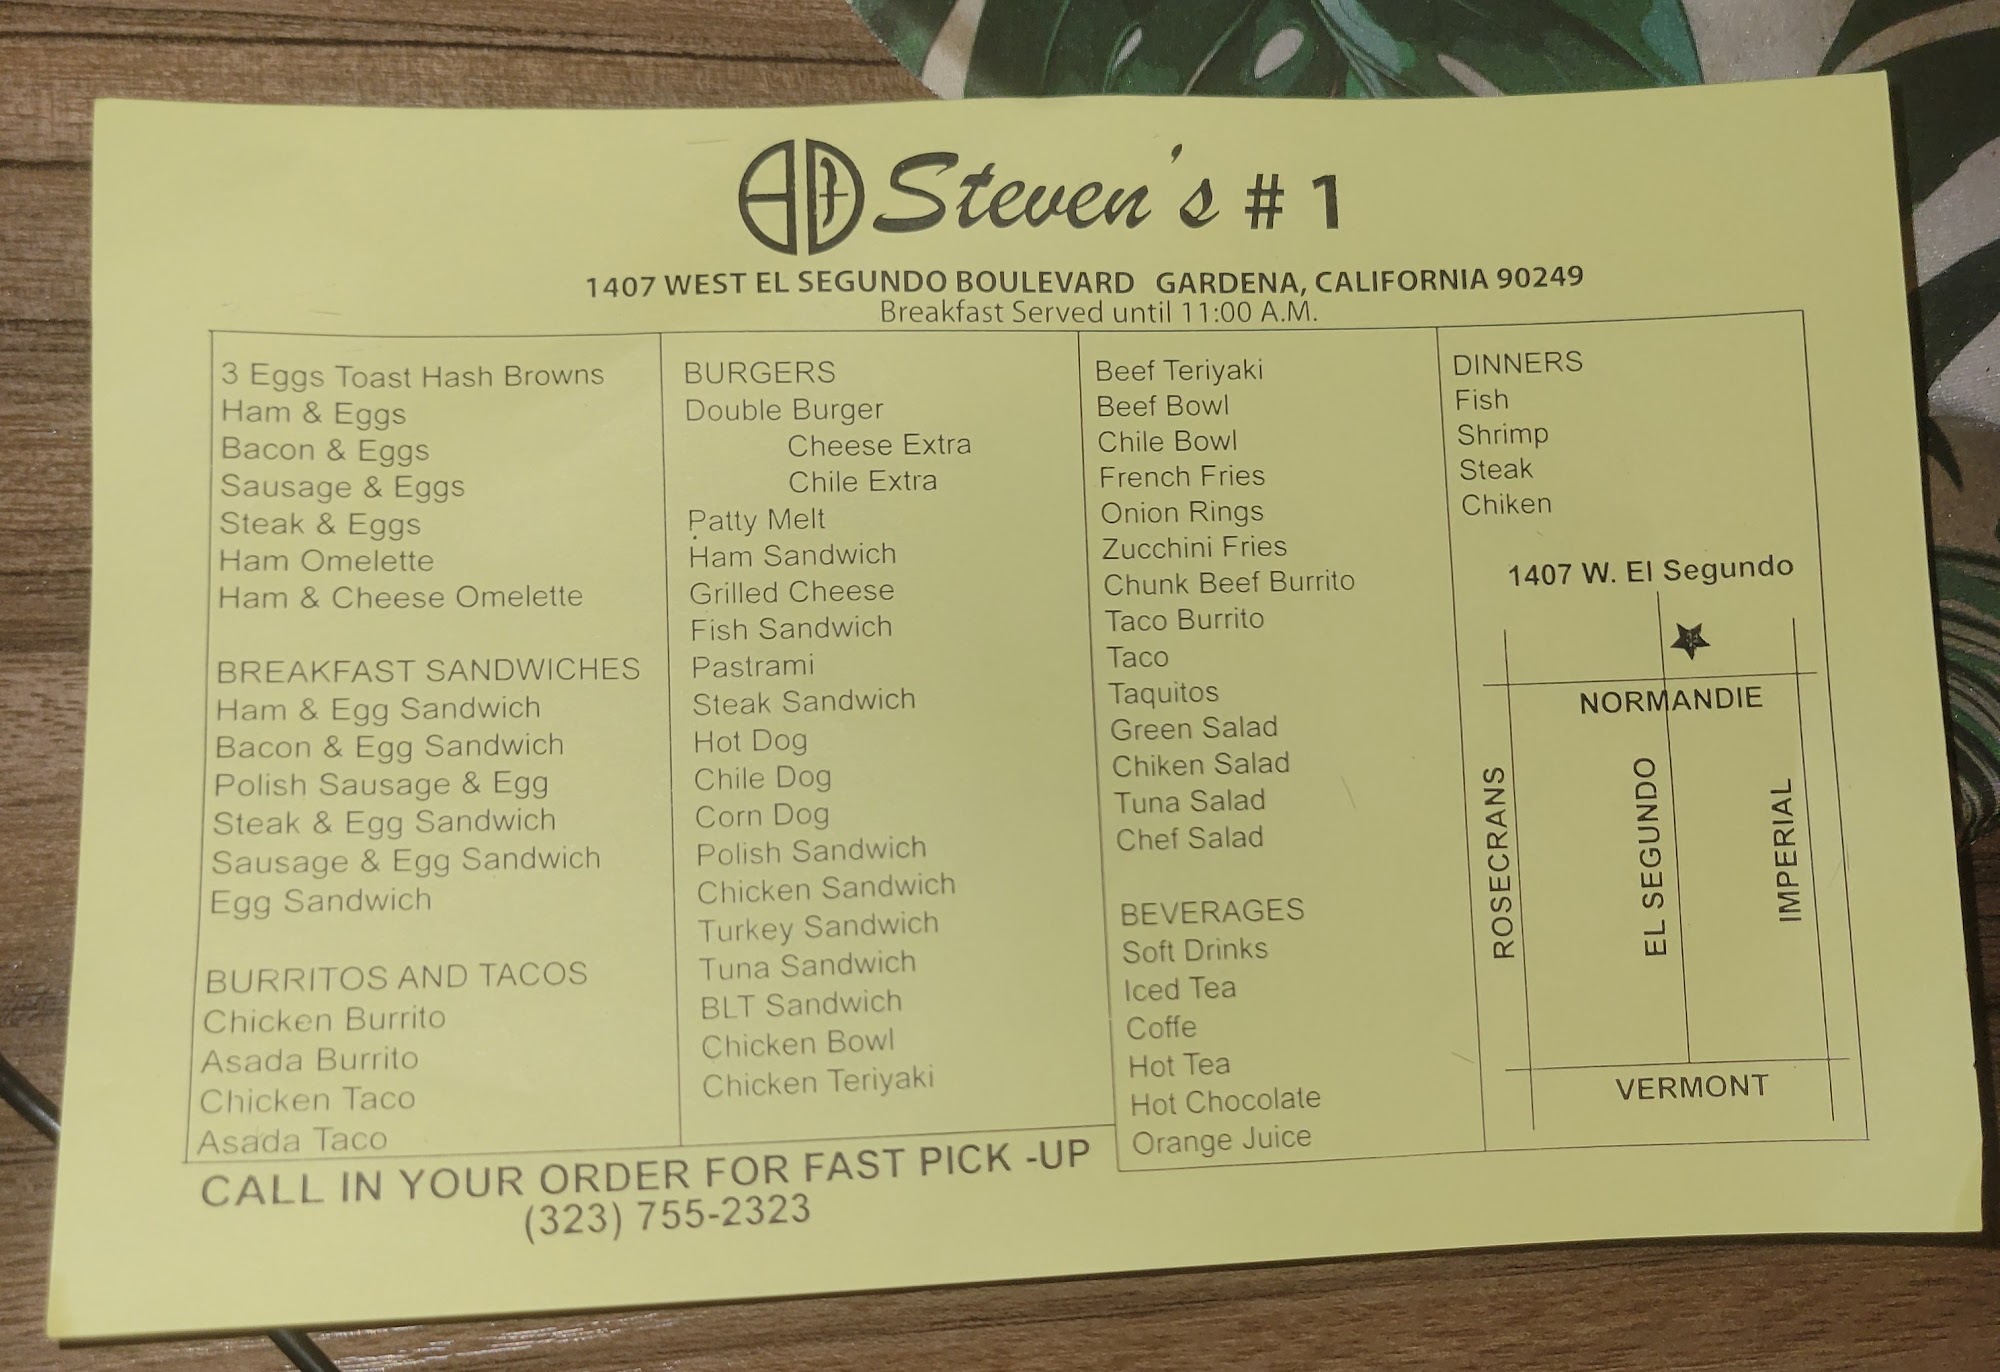 Steven's # 1
1407 WEST EL SEGUNDO BOULEVARD GARDENA, CALIFORNIA 90249
Breakfast Served until 11:00 A.M.
3 Eggs Toast Hash Browns
Ham & Eggs
Bacon & Eggs
Sausage & Eggs
Steak & Eggs
Ham Omelette
Ham & Cheese Omelette
BREAKFAST SANDWICHES
Ham & Egg Sandwich
Bacon & Egg Sandwich
Polish Sausage & Egg
Steak & Egg Sandwich
Sausage & Egg Sandwich
Egg Sandwich
BURRITOS AND TACOS
Chicken Burrito
Asada Burrito
Chicken Taco
Asada Taco
BURGERS
Double Burger
Cheese Extra
Chile Extra
Patty Melt
Ham Sandwich
Grilled Cheese
Fish Sandwich
Pastrami
Steak Sandwich
Hot Dog
Chile Dog
Corn Dog
Polish Sandwich
Chicken Sandwich
Turkey Sandwich
Tuna Sandwich
BLT Sandwich
Chicken Bowl
Chicken Teriyaki
Beef Teriyaki
Beef Bowl
Chile Bowl
French Fries
Onion Rings
Zucchini Fries
Chunk Beef Burrito
Taco Burrito
Taco
Taquitos
Green Salad
Chiken Salad
Tuna Salad
Chef Salad
BEVERAGES
Soft Drinks
Iced Tea
Coffe
Hot Tea
Hot Chocolate
Orange Juice
DINNERS
Fish
Shrimp
Steak
Chiken
1407 W. El Segundo
NORMANDIE
ROSECRANS
EL SEGUNDO
IMPERIAL
VERMONT
CALL IN YOUR ORDER FOR FAST PICK -UP
(323) 755-2323